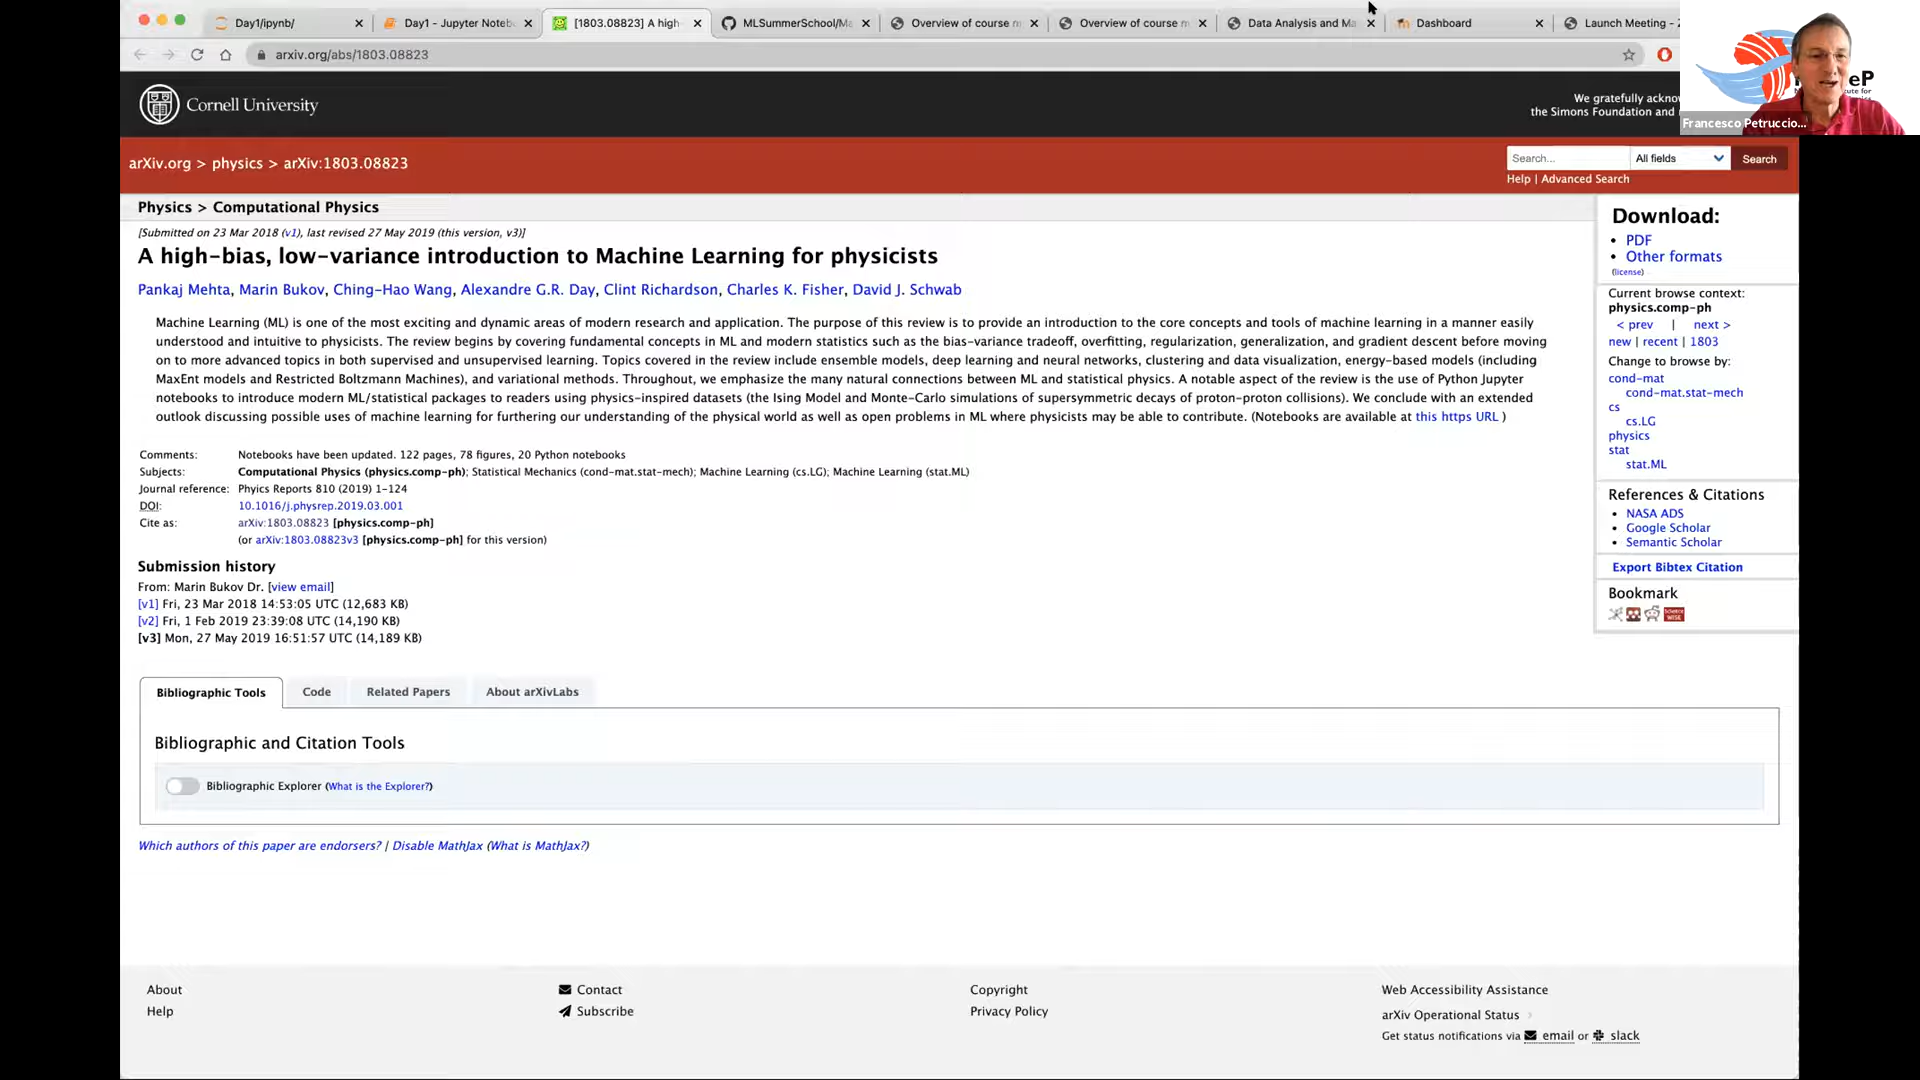 Day1/ipynb/
Day1 - Jupyter Noteb
[1803.08823] A high-
MLSummerSchool/Ma
Overview of course m
Overview of course m
Data Analysis and Ma
Dashboard
Launch Meeting - Z
arxiv.org/abs/1803.08823
Cornell University
We gratefully acknow
the Simons Foundation and
eP
Francesco Petruccio...
arXiv.org > physics > arXiv:1803.08823
Search...
All fields
Search
Help | Advanced Search
Physics > Computational Physics
[Submitted on 23 Mar 2018 (v1), last revised 27 May 2019 (this version, v3)]
A high-bias, low-variance introduction to Machine Learning for physicists
Pankaj Mehta, Marin Bukov, Ching-Hao Wang, Alexandre G.R. Day, Clint Richardson, Charles K. Fisher, David J. Schwab
Machine Learning (ML) is one of the most exciting and dynamic areas of modern research and application. The purpose of this review is to provide an introduction to the core concepts and tools of machine learning in a manner easily
understood and intuitive to physicists. The review begins by covering fundamental concepts in ML and modern statistics such as the bias-variance tradeoff, overfitting, regularization, generalization, and gradient descent before moving
on to more advanced topics in both supervised and unsupervised learning. Topics covered in the review include ensemble models, deep learning and neural networks, clustering and data visualization, energy-based models (including
MaxEnt models and Restricted Boltzmann Machines), and variational methods. Throughout, we emphasize the many natural connections between ML and statistical physics. A notable aspect of the review is the use of Python Jupyter
notebooks to introduce modern ML/statistical packages to readers using physics-inspired datasets (the Ising Model and Monte-Carlo simulations of supersymmetric decays of proton-proton collisions). We conclude with an extended
outlook discussing possible uses of machine learning for furthering our understanding of the physical world as well as open problems in ML where physicists may be able to contribute. (Notebooks are available at this https URL )
Comments: Notebooks have been updated. 122 pages, 78 figures, 20 Python notebooks
Subjects: Computational Physics (physics.comp-ph); Statistical Mechanics (cond-mat.stat-mech); Machine Learning (cs.LG); Machine Learning (stat.ML)
Journal reference: Phyics Reports 810 (2019) 1-124
DOI: 10.1016/j.physrep.2019.03.001
Cite as: arXiv:1803.08823 [physics.comp-ph]
(or arXiv:1803.08823v3 [physics.comp-ph] for this version)
Submission history
From: Marin Bukov Dr. [view email]
[v1] Fri, 23 Mar 2018 14:53:05 UTC (12,683 KB)
[v2] Fri, 1 Feb 2019 23:39:08 UTC (14,190 KB)
[v3] Mon, 27 May 2019 16:51:57 UTC (14,189 KB)
Download:
PDF
Other formats
(license)
Current browse context:
physics.comp-ph
< prev | next >
new | recent | 1803
Change to browse by:
cond-mat
cond-mat.stat-mech
cs
cs.LG
physics
stat
stat.ML
References & Citations
NASA ADS
Google Scholar
Semantic Scholar
Export Bibtex Citation
Bookmark
Bibliographic Tools
Code
Related Papers
About arXivLabs
Bibliographic and Citation Tools
Bibliographic Explorer (What is the Explorer?)
Which authors of this paper are endorsers? | Disable MathJax (What is MathJax?)
About
Help
Contact
Subscribe
Copyright
Privacy Policy
Web Accessibility Assistance
arXiv Operational Status >
Get status notifications via email or slack